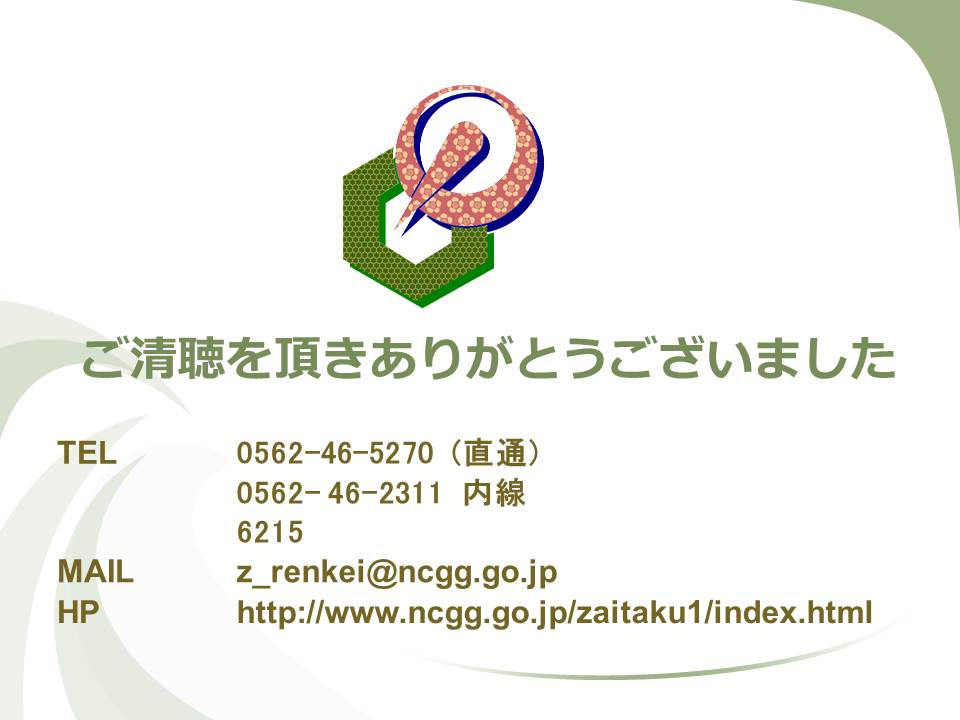 ご清聴を頂きありがとうございました
TEL 0562-46-5270（直通）
0562-46-2311 内線
6215
MAIL z_renkei@ncgg.go.jp
HP http://www.ncgg.go.jp/zaitaku1/index.html